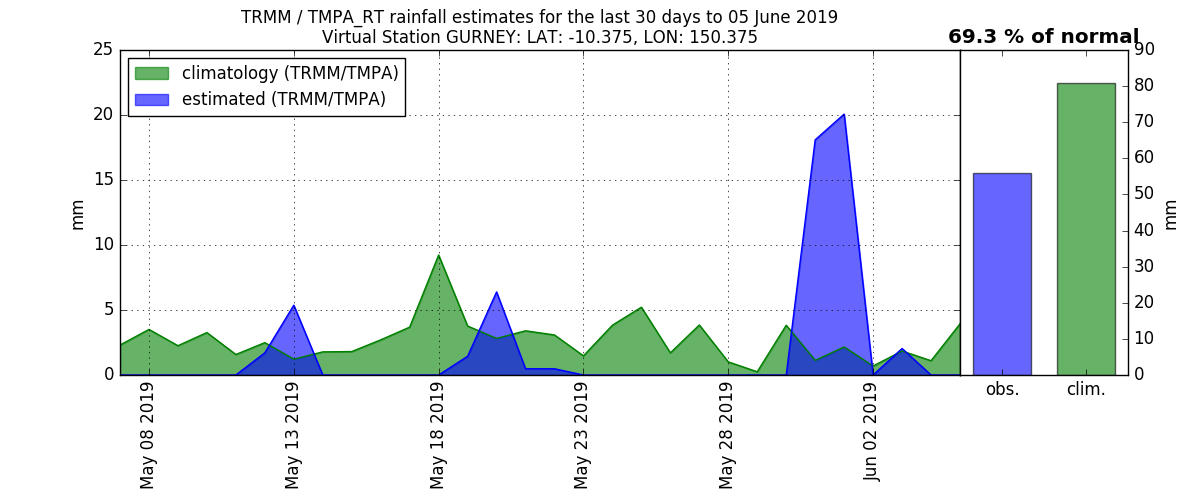 TRMM / TMPA_RT rainfall estimates for the last 30 days to 05 June 2019
Virtual Station GURNEY: LAT: -10.375, LON: 150.375
69.3 % of normal
climatology (TRMM/TMPA)
estimated (TRMM/TMPA)
25
20
15
10
5
0
mm
May 08 2019
May 13 2019
May 18 2019
May 23 2019
May 28 2019
Jun 02 2019
90
80
70
60
50
40
30
20
10
0
mm
obs.
clim.